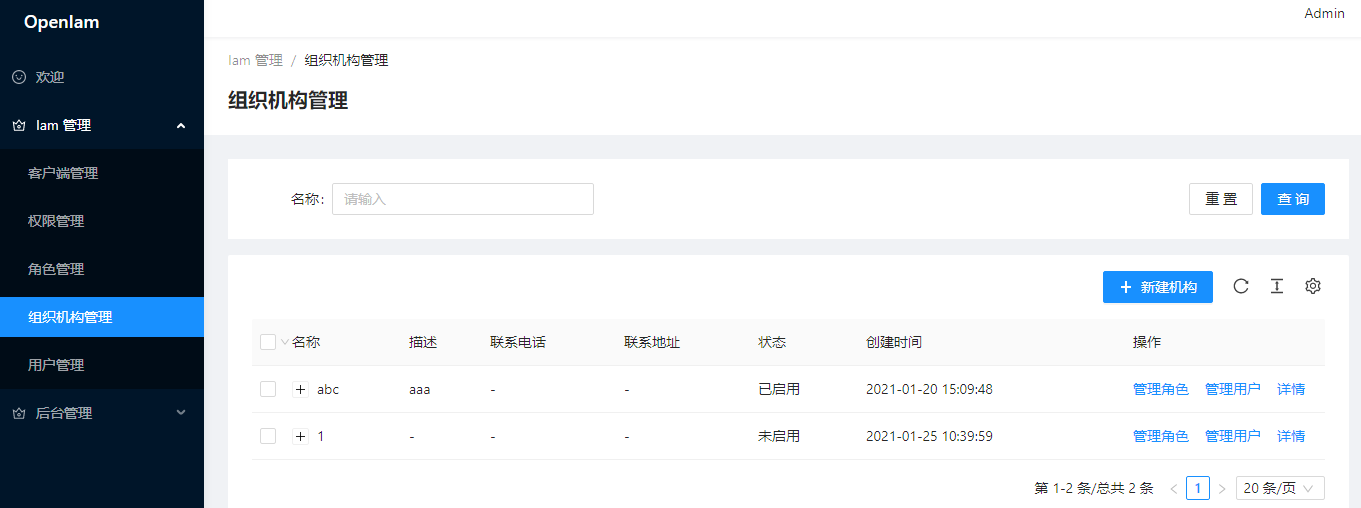 OpenIam
Admin
欢迎
Iam 管理
客户端管理
权限管理
角色管理
组织机构管理
用户管理
后台管理
Iam 管理 / 组织机构管理
组织机构管理
名称: 请输入 重 置 查 询
+ 新建机构
名称 描述 联系电话 联系地址 状态 创建时间 操作
+ abc aaa - - 已启用 2021-01-20 15:09:48 管理角色 管理用户 详情
+ 1 - - - 未启用 2021-01-25 10:39:59 管理角色 管理用户 详情
第 1-2 条/总共 2 条 < 1 > 20 条/页